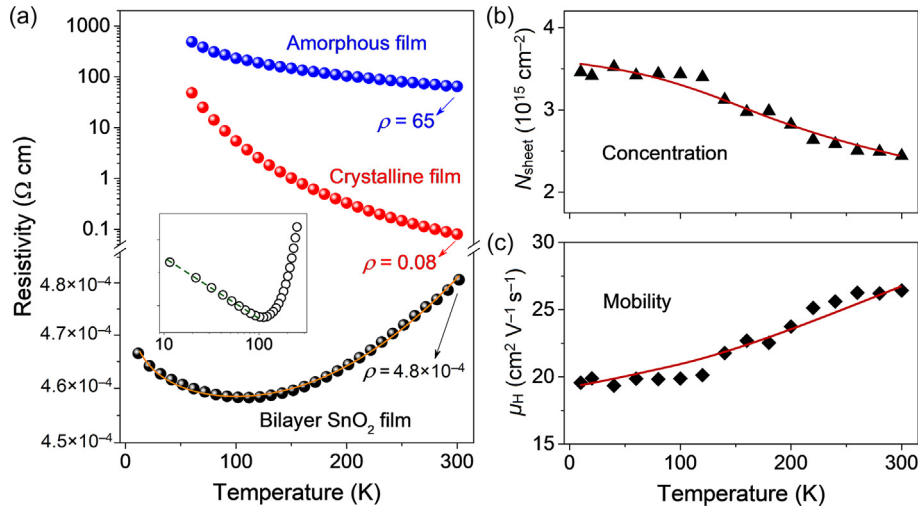 (a)
1000
100
10
1
0.1
4.8×10⁻⁴
4.7×10⁻⁴
4.6×10⁻⁴
4.5×10⁻⁴
Resistivity (Ω cm)
Amorphous film
ρ = 65
Crystalline film
ρ = 0.08
10
100
ρ = 4.8×10⁻⁴
Bilayer SnO₂ film
0
100
200
300
Temperature (K)
(b)
4
3
2
N_sheet (10¹⁵ cm⁻²)
Concentration
(c)
30
25
20
15
μ_H (cm² V⁻¹ s⁻¹)
Mobility
0
100
200
300
Temperature (K)